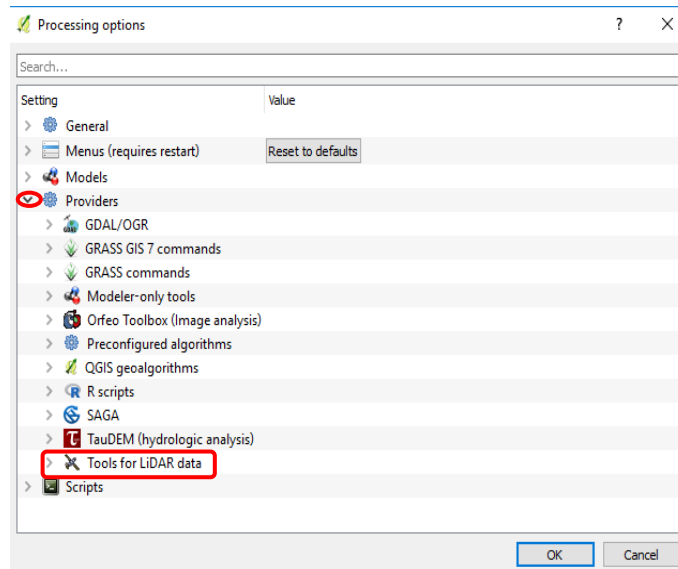 Processing options ?
Search...
Setting Value
General
Menus (requires restart) Reset to defaults
Models
Providers
GDAL/OGR
GRASS GIS 7 commands
GRASS commands
Modeler-only tools
Orfeo Toolbox (Image analysis)
Preconfigured algorithms
QGIS geoalgorithms
R scripts
SAGA
TauDEM (hydrologic analysis)
Tools for LiDAR data
Scripts
OK Cancel